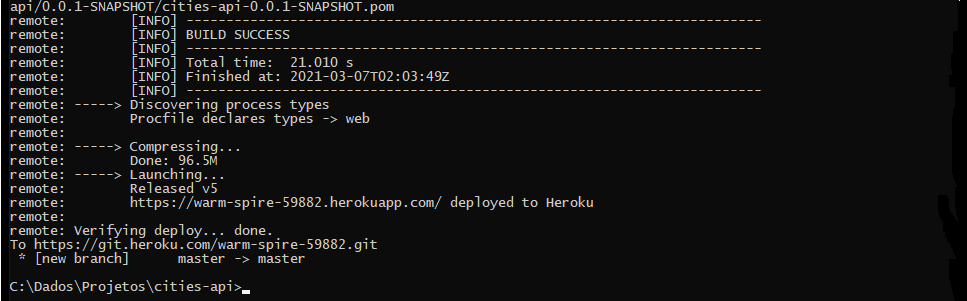 api/0.0.1-SNAPSHOT/cities-api-0.0.1-SNAPSHOT.pom
remote:        [INFO] ------------------------------------------------------------------------
remote:        [INFO] BUILD SUCCESS
remote:        [INFO] ------------------------------------------------------------------------
remote:        [INFO] Total time:  21.010 s
remote:        [INFO] Finished at: 2021-03-07T02:03:49Z
remote:        [INFO] ------------------------------------------------------------------------
remote: -----> Discovering process types
remote:        Procfile declares types -> web
remote:
remote: -----> Compressing...
remote:        Done: 96.5M
remote: -----> Launching...
remote:        Released v5
remote:        https://warm-spire-59882.herokuapp.com/ deployed to Heroku
remote:
remote: Verifying deploy... done.
To https://git.heroku.com/warm-spire-59882.git
 * [new branch]      master -> master
C:\Dados\Projetos\cities-api>